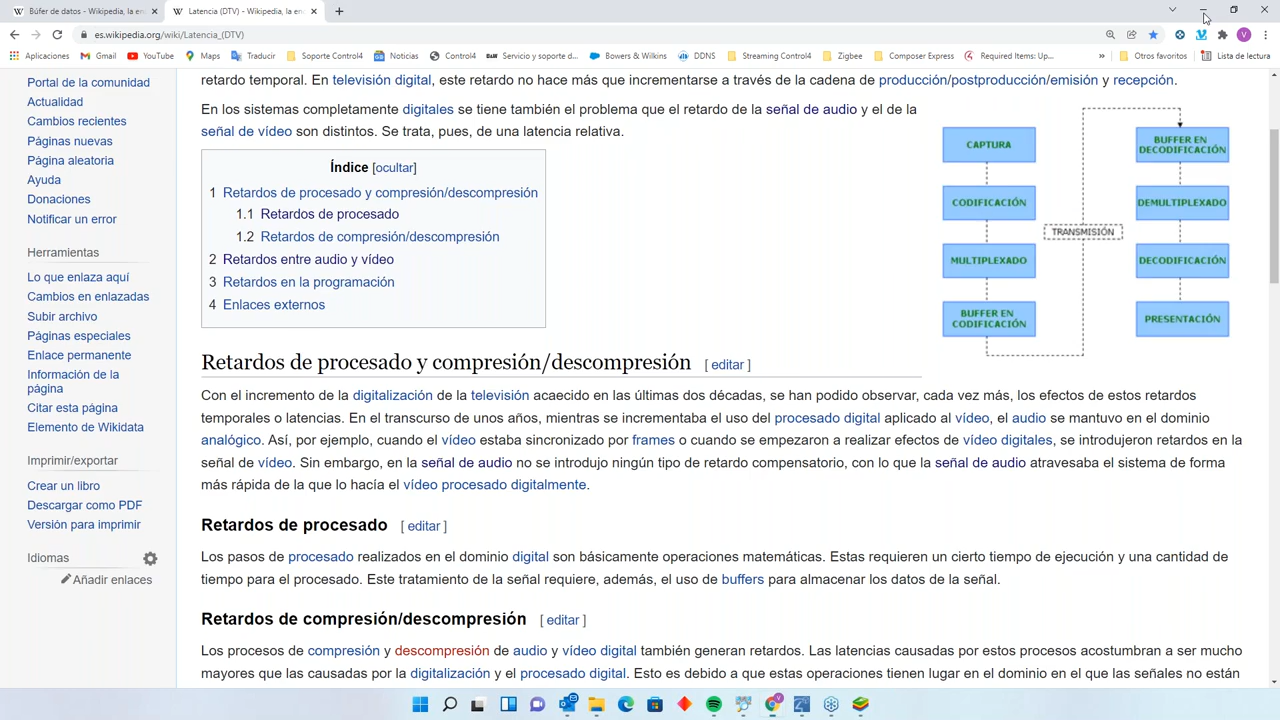 Búfer de datos - Wikipedia, la en
Latencia (DTV) - Wikipedia, la en
es.wikipedia.org/wiki/Latencia_(DTV)
Aplicaciones
Gmail
YouTube
Maps
Traducir
Soporte Control4
Noticias
Control4
Servicio y soporte d...
Bowers & Wilkins
DDNS
Streaming Control4
Zigbee
Composer Express
Required Items: Up...
»
Otros favoritos
Lista de lectura
Portal de la comunidad
Actualidad
Cambios recientes
Páginas nuevas
Página aleatoria
Ayuda
Donaciones
Notificar un error
Herramientas
Lo que enlaza aquí
Cambios en enlazadas
Subir archivo
Páginas especiales
Enlace permanente
Información de la
página
Citar esta página
Elemento de Wikidata
Imprimir/exportar
Crear un libro
Descargar como PDF
Versión para imprimir
Idiomas
Añadir enlaces
retardo temporal. En televisión digital, este retardo no hace más que incrementarse a través de la cadena de producción/postproducción/emisión y recepción.
En los sistemas completamente digitales se tiene también el problema que el retardo de la señal de audio y el de la
señal de vídeo son distintos. Se trata, pues, de una latencia relativa.
Índice [ocultar]
1 Retardos de procesado y compresión/descompresión
1.1 Retardos de procesado
1.2 Retardos de compresión/descompresión
2 Retardos entre audio y vídeo
3 Retardos en la programación
4 Enlaces externos
CAPTURA
CODIFICACIÓN
MULTIPLEXADO
BUFFER EN
CODIFICACIÓN
TRANSMISIÓN
BUFFER EN
DECODIFICACIÓN
DEMULTIPLEXADO
DECODIFICACIÓN
PRESENTACIÓN
Retardos de procesado y compresión/descompresión [ editar ]
Con el incremento de la digitalización de la televisión acaecido en las últimas dos décadas, se han podido observar, cada vez más, los efectos de estos retardos
temporales o latencias. En el transcurso de unos años, mientras se incrementaba el uso del procesado digital aplicado al vídeo, el audio se mantuvo en el dominio
analógico. Así, por ejemplo, cuando el vídeo estaba sincronizado por frames o cuando se empezaron a realizar efectos de vídeo digitales, se introdujeron retardos en la
señal de vídeo. Sin embargo, en la señal de audio no se introdujo ningún tipo de retardo compensatorio, con lo que la señal de audio atravesaba el sistema de forma
más rápida de la que lo hacía el vídeo procesado digitalmente.
Retardos de procesado [ editar ]
Los pasos de procesado realizados en el dominio digital son básicamente operaciones matemáticas. Estas requieren un cierto tiempo de ejecución y una cantidad de
tiempo para el procesado. Este tratamiento de la señal requiere, además, el uso de buffers para almacenar los datos de la señal.
Retardos de compresión/descompresión [ editar ]
Los procesos de compresión y descompresión de audio y vídeo digital también generan retardos. Las latencias causadas por estos procesos acostumbran a ser mucho
mayores que las causadas por la digitalización y el procesado digital. Esto es debido a que estas operaciones tienen lugar en el dominio en el que las señales no están